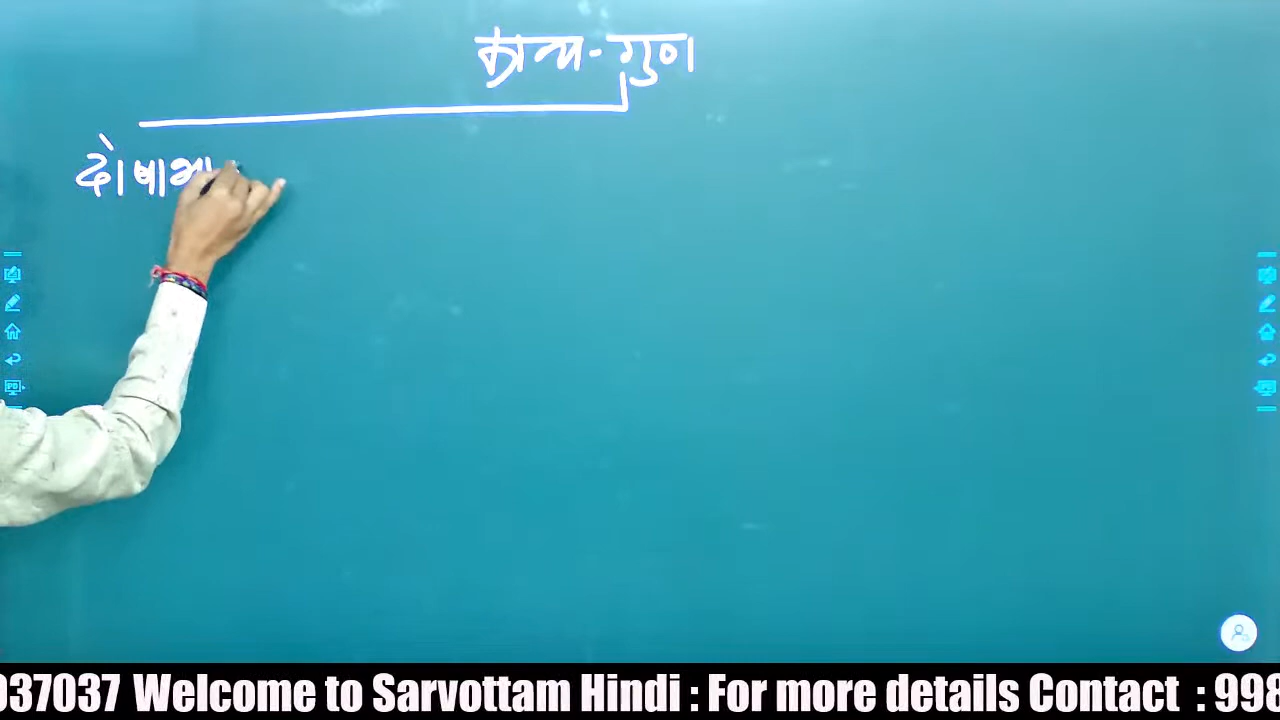 काव्य-गुण
दोषाभा
037037 Welcome to Sarvottam Hindi : For more details Contact : 998